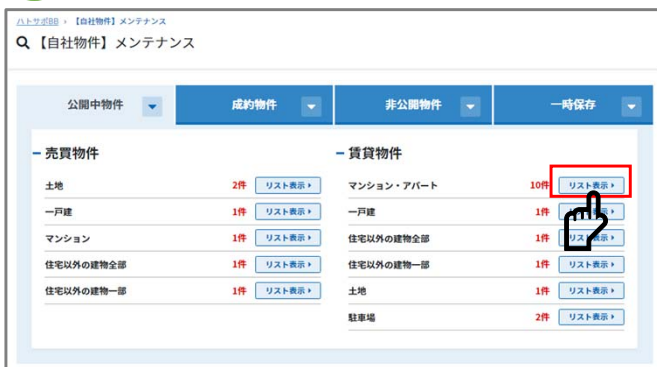 ハトサポBB › 【自社物件】メンテナンス
【自社物件】メンテナンス
公開中物件 成約物件 非公開物件 一時保存
売買物件
土地 2件 リスト表示
一戸建 1件 リスト表示
マンション 1件 リスト表示
住宅以外の建物全部 1件 リスト表示
住宅以外の建物一部 1件 リスト表示
賃貸物件
マンション・アパート 10件 リスト表示
一戸建 1件
住宅以外の建物全部 1件 リスト表示
住宅以外の建物一部 1件 リスト表示
土地 1件 リスト表示
駐車場 2件 リスト表示